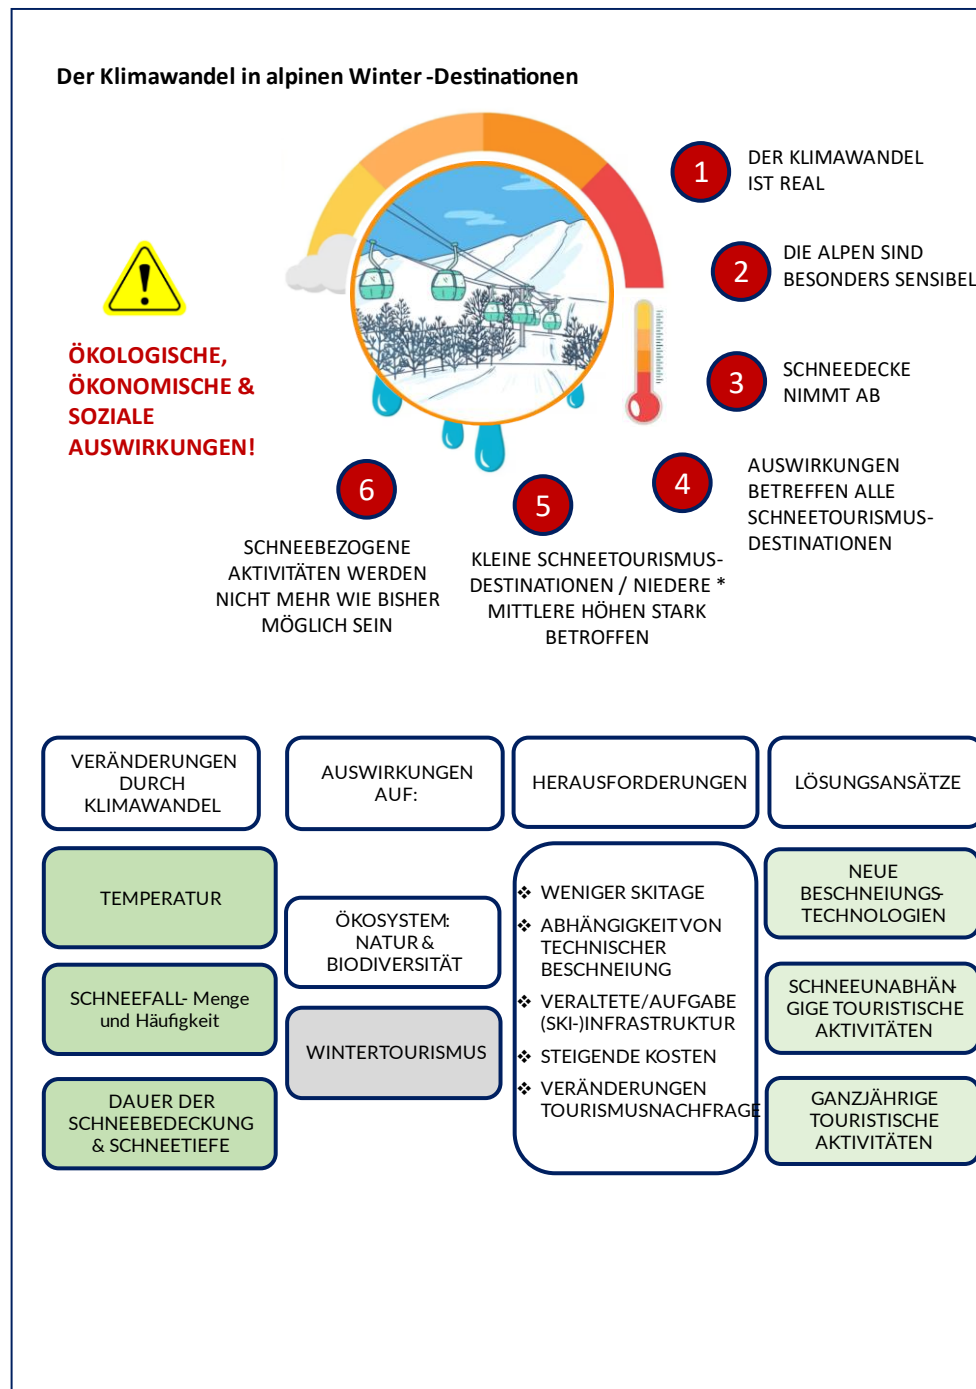 Der Klimawandel in alpinen Winter -Destinationen
1
DER KLIMAWANDEL
IST REAL
2
DIE ALPEN SIND
BESONDERS SENSIBEL
3
SCHNEEDECKE
NIMMT AB
4
AUSWIRKUNGEN
BETREFFEN ALLE
SCHNEETOURISMUS-
DESTINATIONEN
5
KLEINE SCHNEETOURISMUS-
DESTINATIONEN / NIEDERE *
MITTLERE HÖHEN STARK
BETROFFEN
6
SCHNEEBEZOGENE
AKTIVITÄTEN WERDEN
NICHT MEHR WIE BISHER
MÖGLICH SEIN
ÖKOLOGISCHE,
ÖKONOMISCHE &
SOZIALE
AUSWIRKUNGEN!
VERÄNDERUNGEN
DURCH
KLIMAWANDEL
TEMPERATUR
SCHNEEFALL- Menge
und Häufigkeit
DAUER DER
SCHNEEBEDECKUNG
& SCHNEETIEFE
AUSWIRKUNGEN
AUF:
ÖKOSYSTEM:
NATUR &
BIODIVERSITÄT
WINTERTOURISMUS
HERAUSFORDERUNGEN
❖ WENIGER SKITAGE
❖ ABHÄNGIGKEIT VON
TECHNISCHER
BESCHNEIUNG
❖ VERALTETE/AUFGABE
(SKI-)INFRASTRUKTUR
❖ STEIGENDE KOSTEN
❖ VERÄNDERUNGEN
TOURISMUSNACHFRAGE
LÖSUNGSANSÄTZE
NEUE
BESCHNEIUNGS-
TECHNOLOGIEN
SCHNEEUNABHÄN-
GIGE TOURISTISCHE
AKTIVITÄTEN
GANZJÄHRIGE
TOURISTISCHE
AKTIVITÄTEN